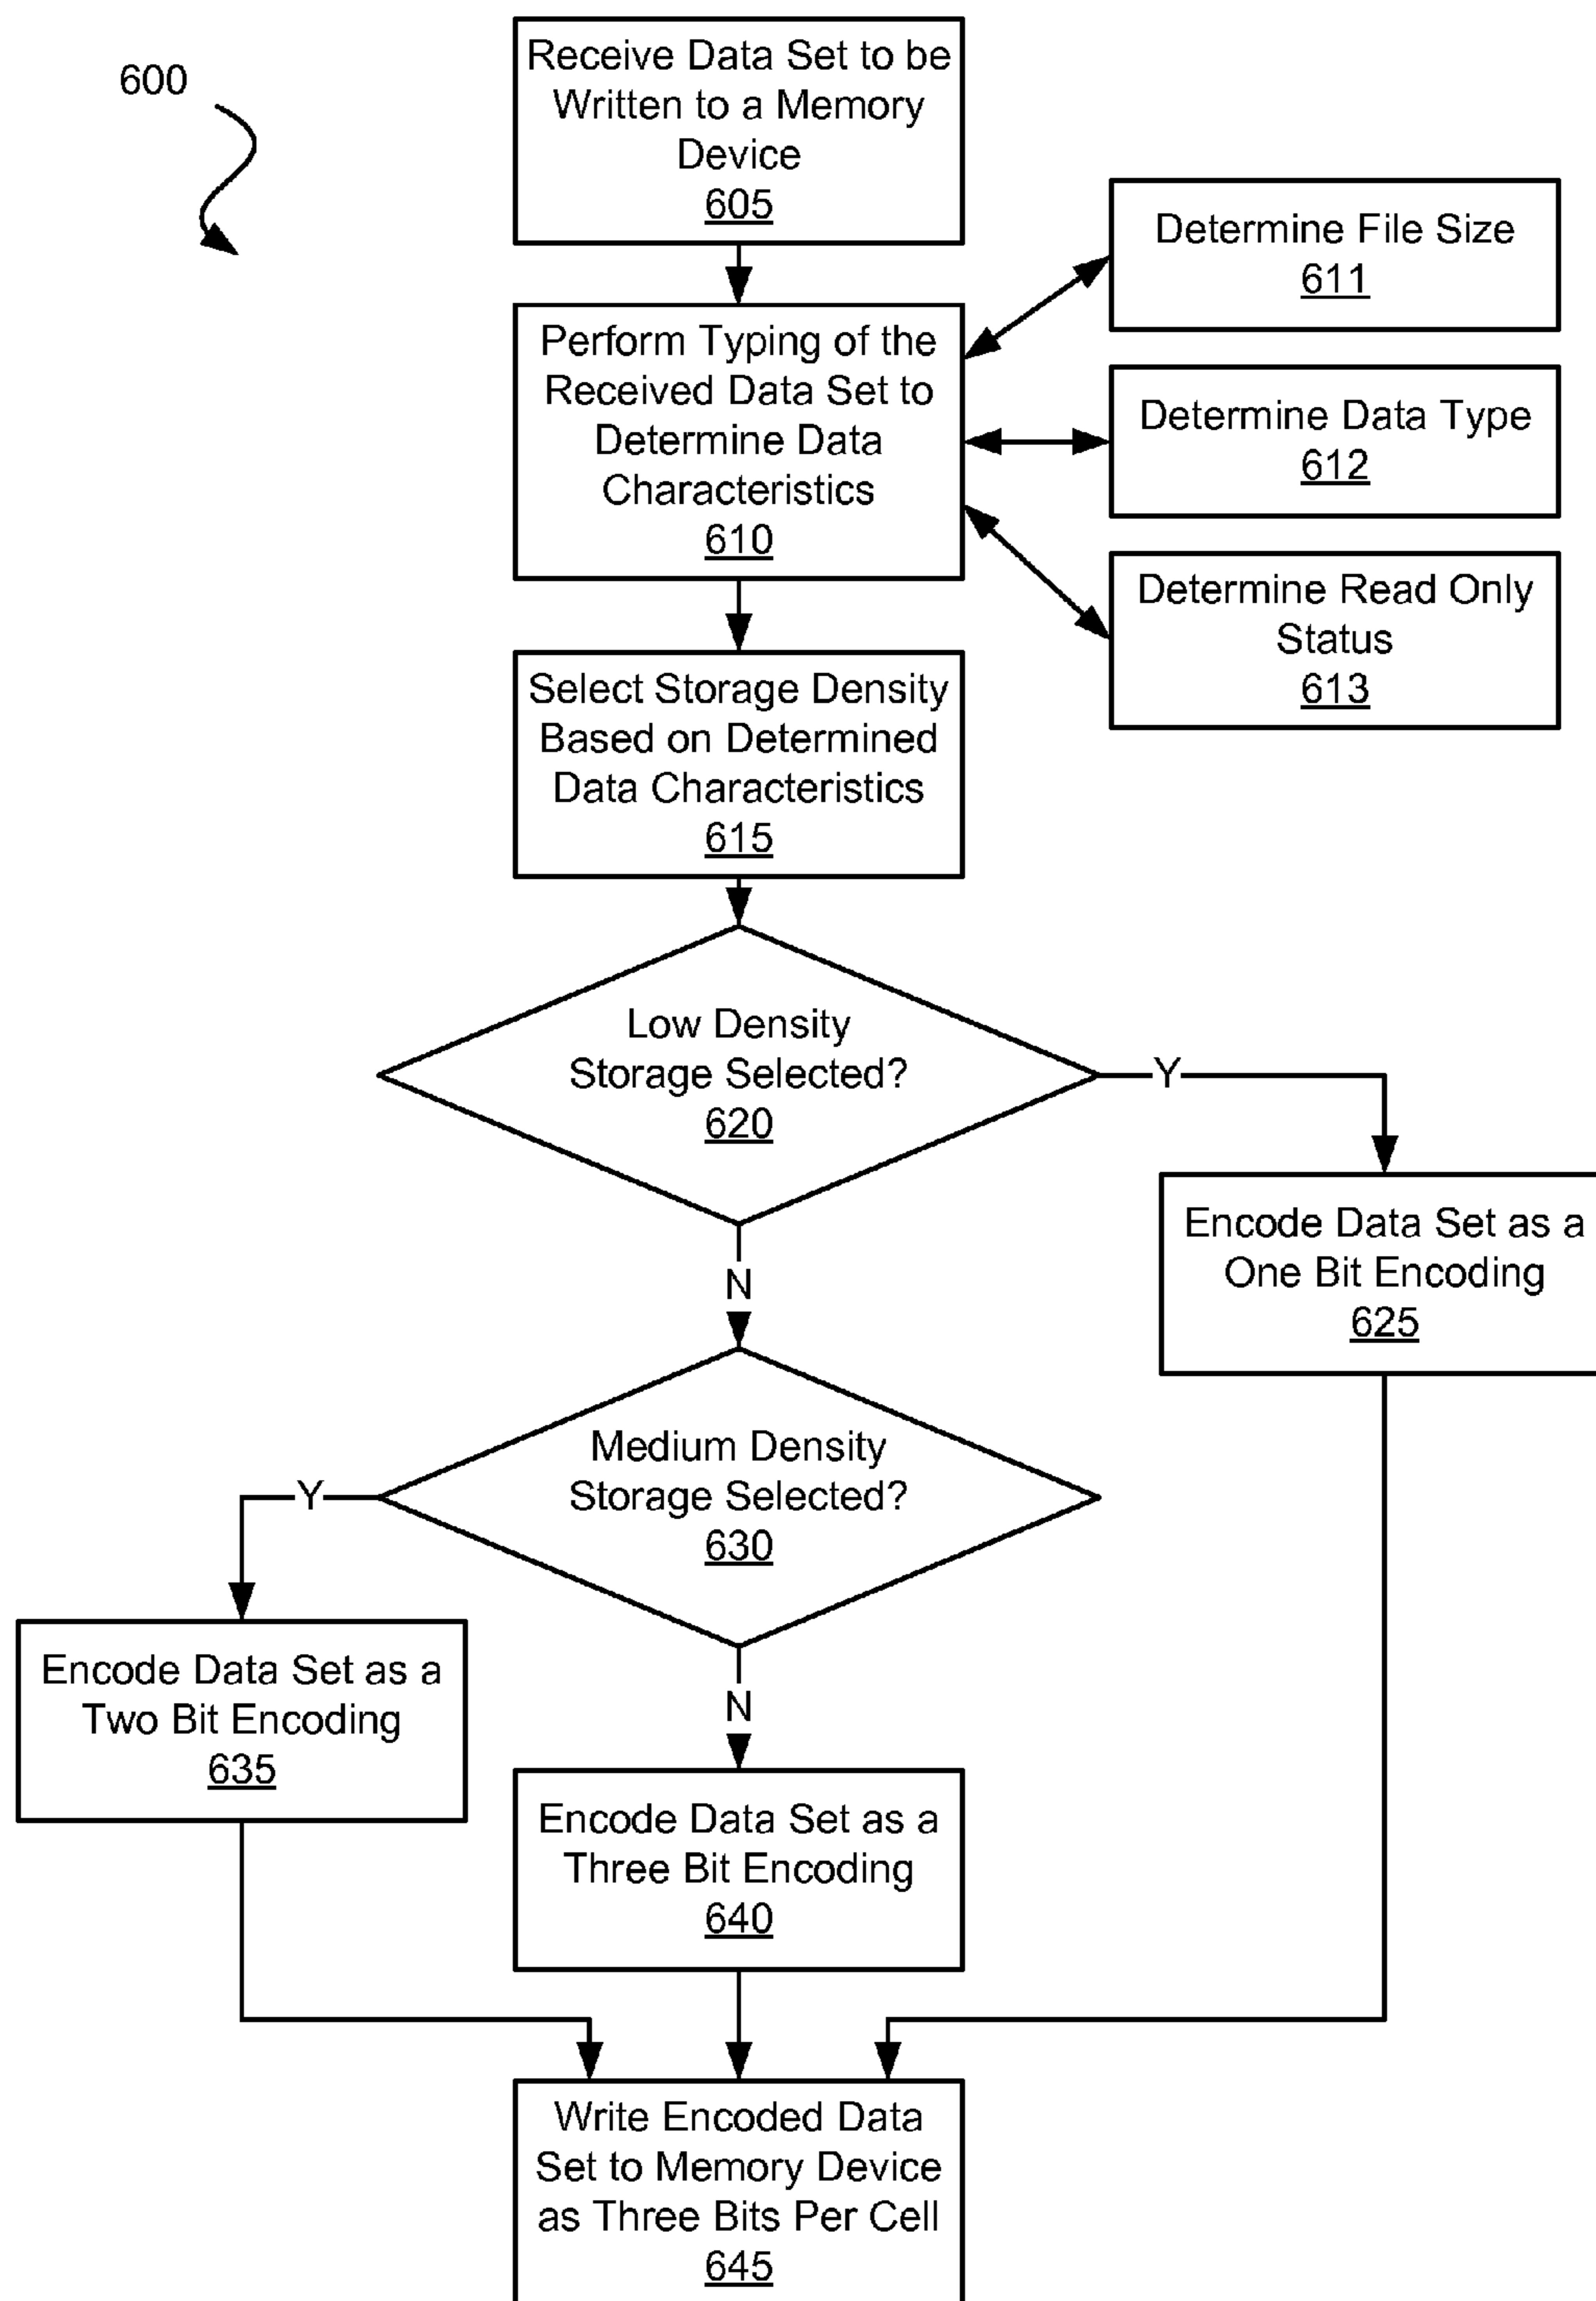 600
Receive Data Set to be
Written to a Memory
Device
605
Determine File Size
611
Perform Typing of the
Received Data Set to
Determine Data
Characteristics
610
Determine Data Type
612
Determine Read Only
Status
613
Select Storage Density
Based on Determined
Data Characteristics
615
Low Density
Storage Selected?
620
Y
Encode Data Set as a
One Bit Encoding
625
N
Medium Density
Storage Selected?
630
Y
Encode Data Set as a
Two Bit Encoding
635
N
Encode Data Set as a
Three Bit Encoding
640
Write Encoded Data
Set to Memory Device
as Three Bits Per Cell
645